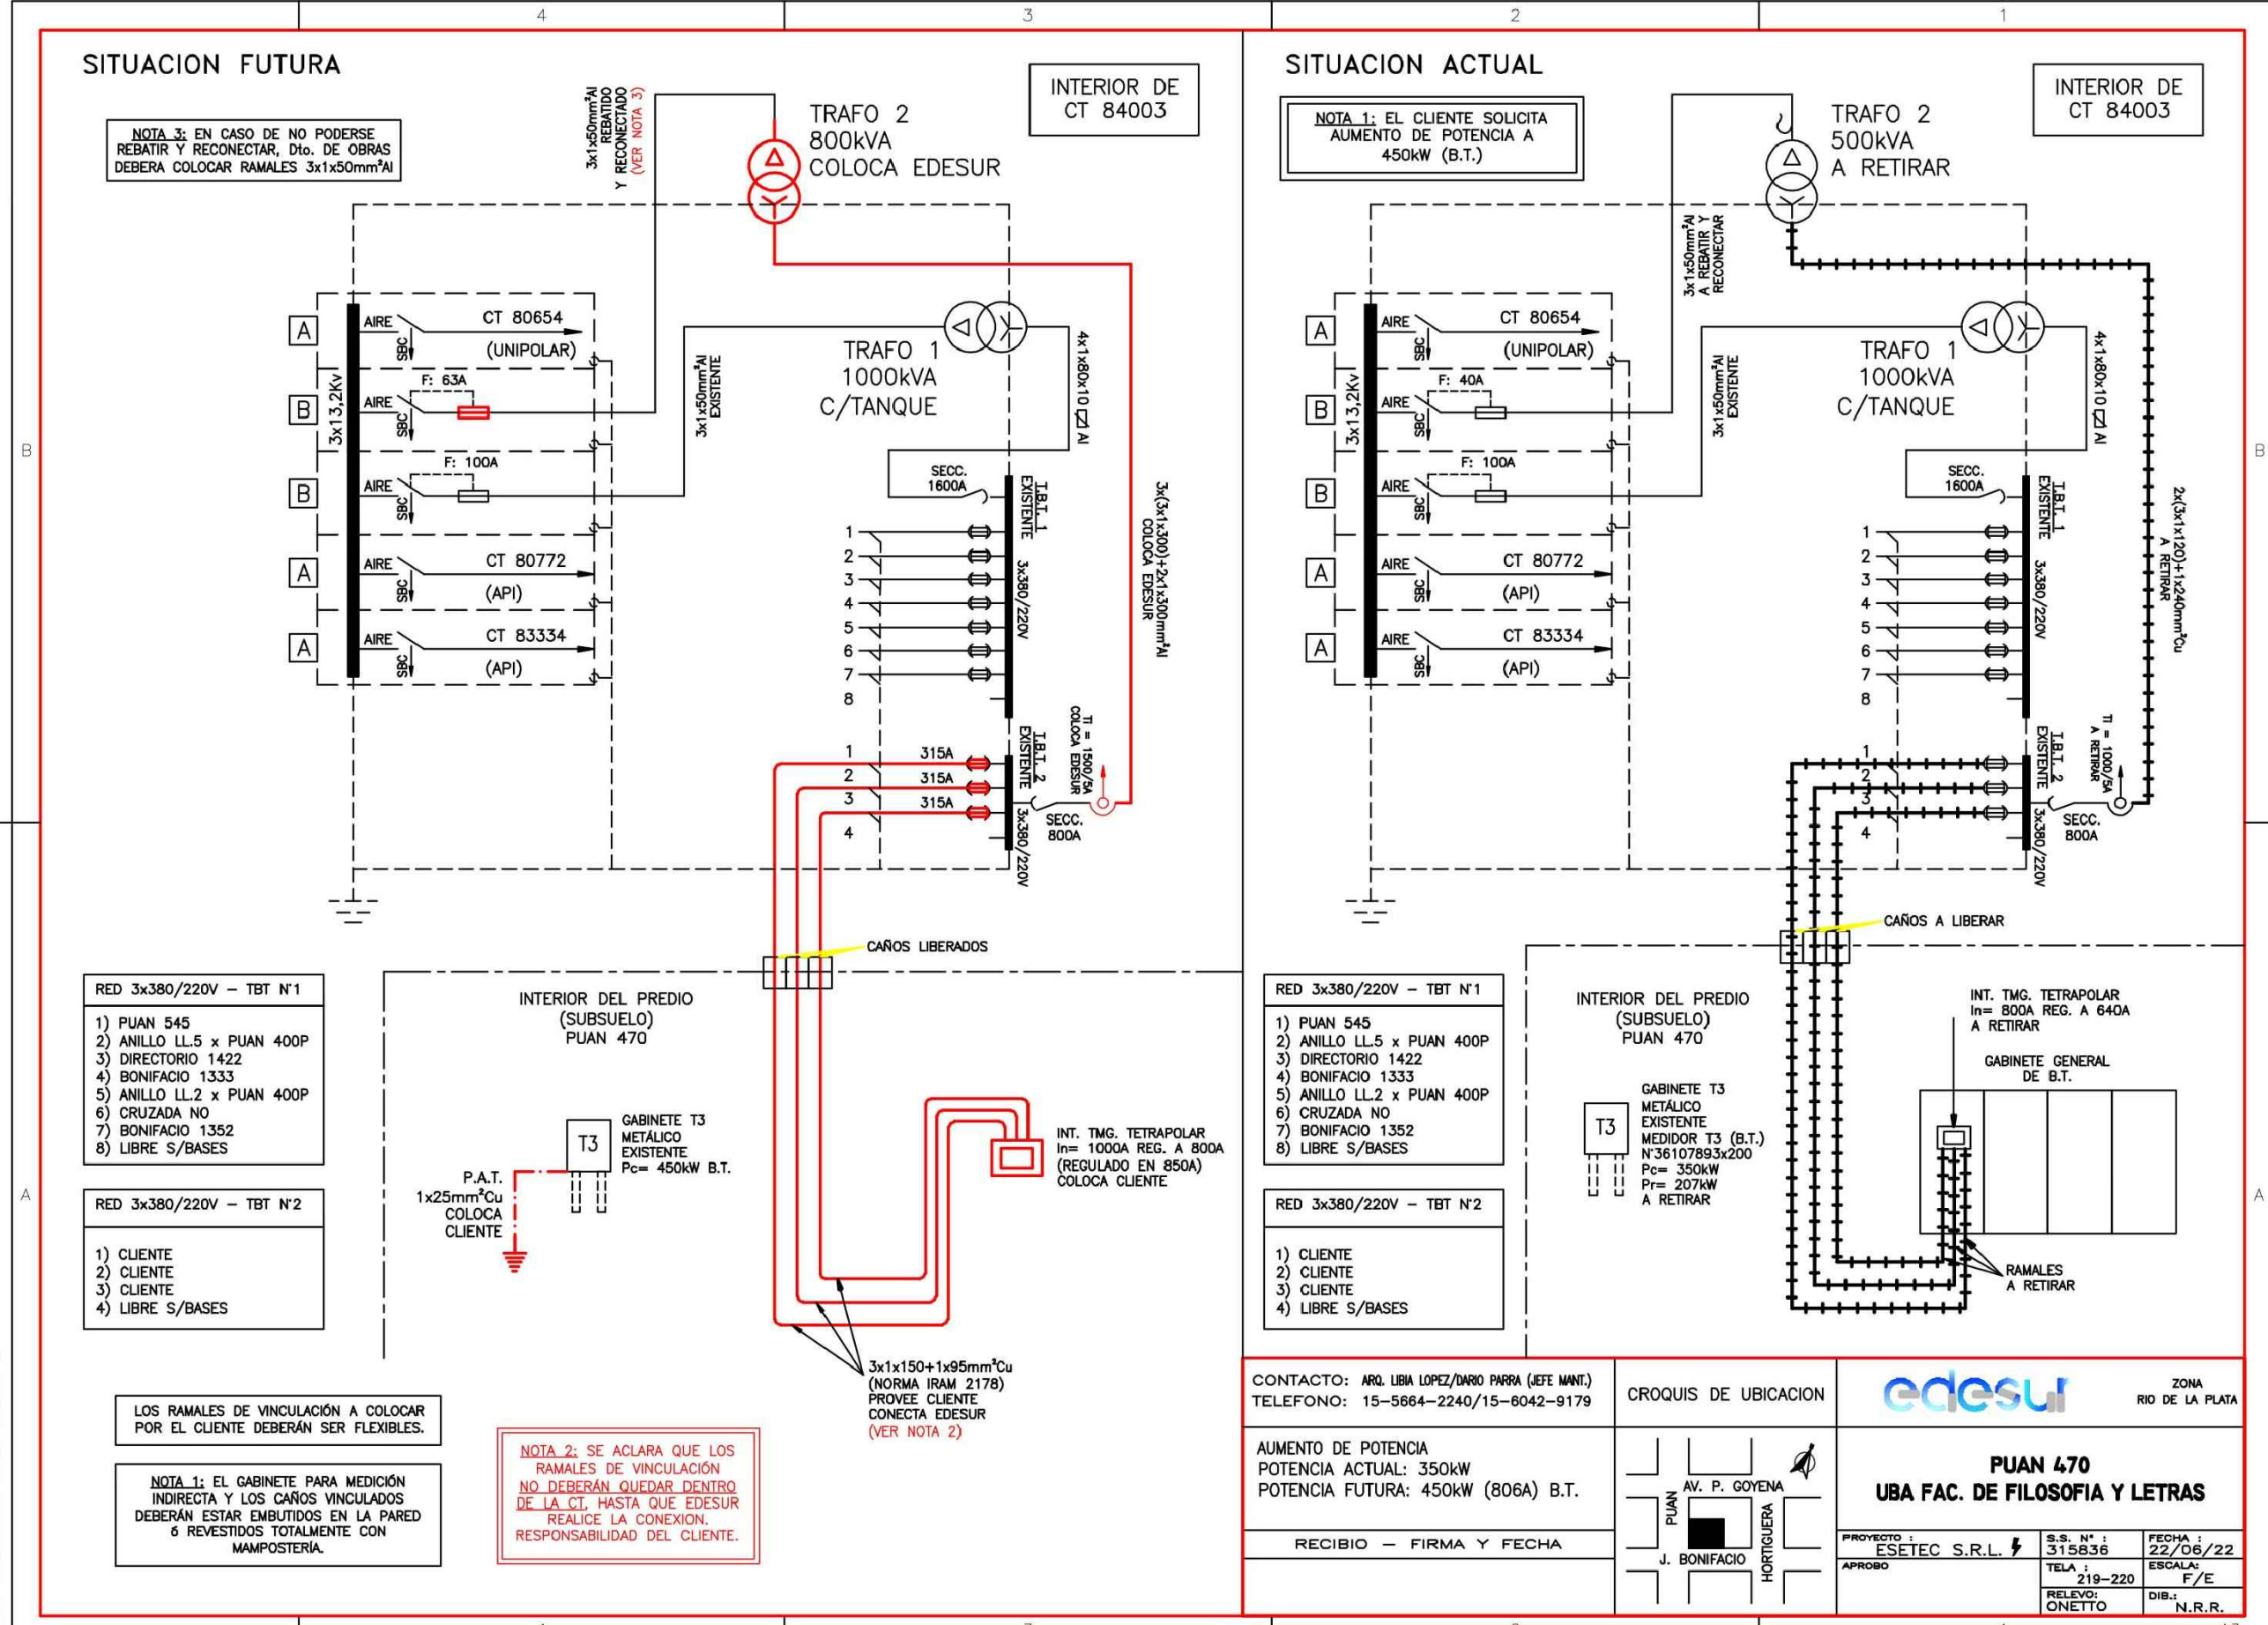 4
3
2
1
SITUACION FUTURA
INTERIOR DE
CT 84003
NOTA 3: EN CASO DE NO PODERSE
REBATIR Y RECONECTAR, Dto. DE OBRAS
DEBERA COLOCAR RAMALES 3x1x50mm²Al
3x1x50mm²Al
REBATIDO
Y RECONECTADO
(VER NOTA 3)
TRAFO 2
800kVA
COLOCA EDESUR
A
AIRE
SBC
CT 80654
(UNIPOLAR)
3x13,2Kv
B
AIRE
SBC
F: 63A
B
AIRE
SBC
F: 100A
A
AIRE
SBC
CT 80772
(API)
A
AIRE
SBC
CT 83334
(API)
3x1x50mm²Al
EXISTENTE
TRAFO 1
1000kVA
C/TANQUE
4x1x80x10 Al
SECC.
1600A
T.B.T. 1
EXISTENTE
3x380/220V
1
2
3
4
5
6
7
8
3x(3x1x300)+2x1x300mm²Al
COLOCA EDESUR
TI = 1500/5A
COLOCA EDESUR
T.B.T. 2
EXISTENTE
3x380/220V
1
315A
2
315A
3
315A
4
SECC.
800A
CAÑOS LIBERADOS
RED 3x380/220V – TBT N°1
1) PUAN 545
2) ANILLO LL.5 x PUAN 400P
3) DIRECTORIO 1422
4) BONIFACIO 1333
5) ANILLO LL.2 x PUAN 400P
6) CRUZADA NO
7) BONIFACIO 1352
8) LIBRE S/BASES
RED 3x380/220V – TBT N°2
1) CLIENTE
2) CLIENTE
3) CLIENTE
4) LIBRE S/BASES
INTERIOR DEL PREDIO
(SUBSUELO)
PUAN 470
T3
GABINETE T3
METÁLICO
EXISTENTE
Pc= 450kW B.T.
P.A.T.
1x25mm²Cu
COLOCA
CLIENTE
INT. TMG. TETRAPOLAR
In= 1000A REG. A 800A
(REGULADO EN 850A)
COLOCA CLIENTE
3x1x150+1x95mm²Cu
(NORMA IRAM 2178)
PROVEE CLIENTE
CONECTA EDESUR
(VER NOTA 2)
LOS RAMALES DE VINCULACIÓN A COLOCAR
POR EL CLIENTE DEBERÁN SER FLEXIBLES.
NOTA 1: EL GABINETE PARA MEDICIÓN
INDIRECTA Y LOS CAÑOS VINCULADOS
DEBERÁN ESTAR EMBUTIDOS EN LA PARED
ó REVESTIDOS TOTALMENTE CON
MAMPOSTERÍA.
NOTA 2: SE ACLARA QUE LOS
RAMALES DE VINCULACIÓN
NO DEBERÁN QUEDAR DENTRO
DE LA CT, HASTA QUE EDESUR
REALICE LA CONEXION.
RESPONSABILIDAD DEL CLIENTE.
SITUACION ACTUAL
INTERIOR DE
CT 84003
NOTA 1: EL CLIENTE SOLICITA
AUMENTO DE POTENCIA A
450kW (B.T.)
TRAFO 2
500kVA
A RETIRAR
3x1x50mm²Al
A REBATIR Y
RECONECTAR
A
AIRE
SBC
CT 80654
(UNIPOLAR)
3x13,2Kv
B
AIRE
SBC
F: 40A
B
AIRE
SBC
F: 100A
A
AIRE
SBC
CT 80772
(API)
A
AIRE
SBC
CT 83334
(API)
3x1x50mm²Al
EXISTENTE
TRAFO 1
1000kVA
C/TANQUE
4x1x80x10 Al
SECC.
1600A
T.B.T. 1
EXISTENTE
3x380/220V
1
2
3
4
5
6
7
8
2x(3x1x120)+1x240mm²Cu
A RETIRAR
TI = 1000/5A
A RETIRAR
T.B.T. 2
EXISTENTE
3x380/220V
1
2
3
4
SECC.
800A
CAÑOS A LIBERAR
RED 3x380/220V – TBT N°1
1) PUAN 545
2) ANILLO LL.5 x PUAN 400P
3) DIRECTORIO 1422
4) BONIFACIO 1333
5) ANILLO LL.2 x PUAN 400P
6) CRUZADA NO
7) BONIFACIO 1352
8) LIBRE S/BASES
RED 3x380/220V – TBT N°2
1) CLIENTE
2) CLIENTE
3) CLIENTE
4) LIBRE S/BASES
INTERIOR DEL PREDIO
(SUBSUELO)
PUAN 470
T3
GABINETE T3
METÁLICO
EXISTENTE
MEDIDOR T3 (B.T.)
N°36107893x200
Pc= 350kW
Pr= 207kW
A RETIRAR
INT. TMG. TETRAPOLAR
In= 800A REG. A 640A
A RETIRAR
GABINETE GENERAL
DE B.T.
RAMALES
A RETIRAR
B
B
A
A
CONTACTO: ARQ. LIBIA LOPEZ/DARIO PARRA (JEFE MANT.)
TELEFONO: 15–5664–2240/15–6042–9179
AUMENTO DE POTENCIA
POTENCIA ACTUAL: 350kW
POTENCIA FUTURA: 450kW (806A) B.T.
RECIBIO – FIRMA Y FECHA
CROQUIS DE UBICACION
AV. P. GOYENA
PUAN
HORTIGUERA
J. BONIFACIO
edesur
ZONA
RIO DE LA PLATA
PUAN 470
UBA FAC. DE FILOSOFIA Y LETRAS
PROYECTO :
ESETEC S.R.L.
APROBO
S.S. N° :
315836
FECHA :
22/06/22
TELA :
219–220
ESCALA:
F/E
RELEVO:
ONETTO
DIB.:
N.R.R.